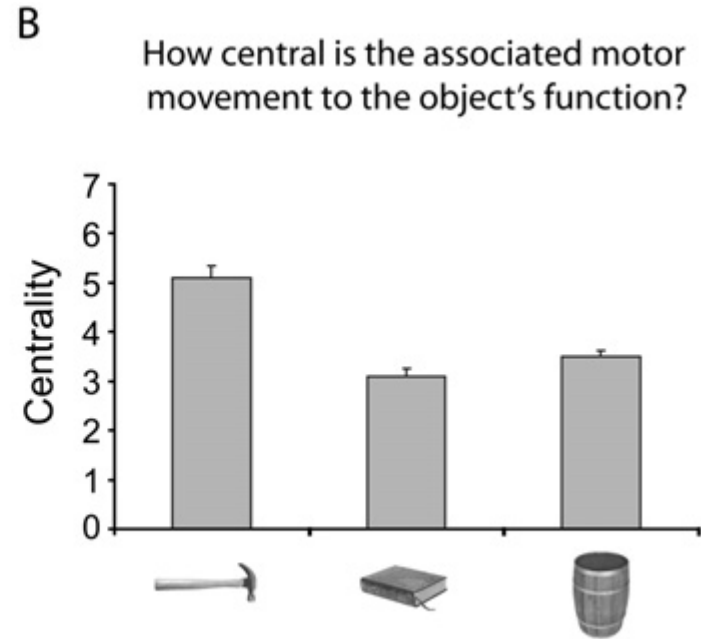 B
How central is the associated motor
movement to the object's function?
7
6
5
4
3
2
1
0
Centrality